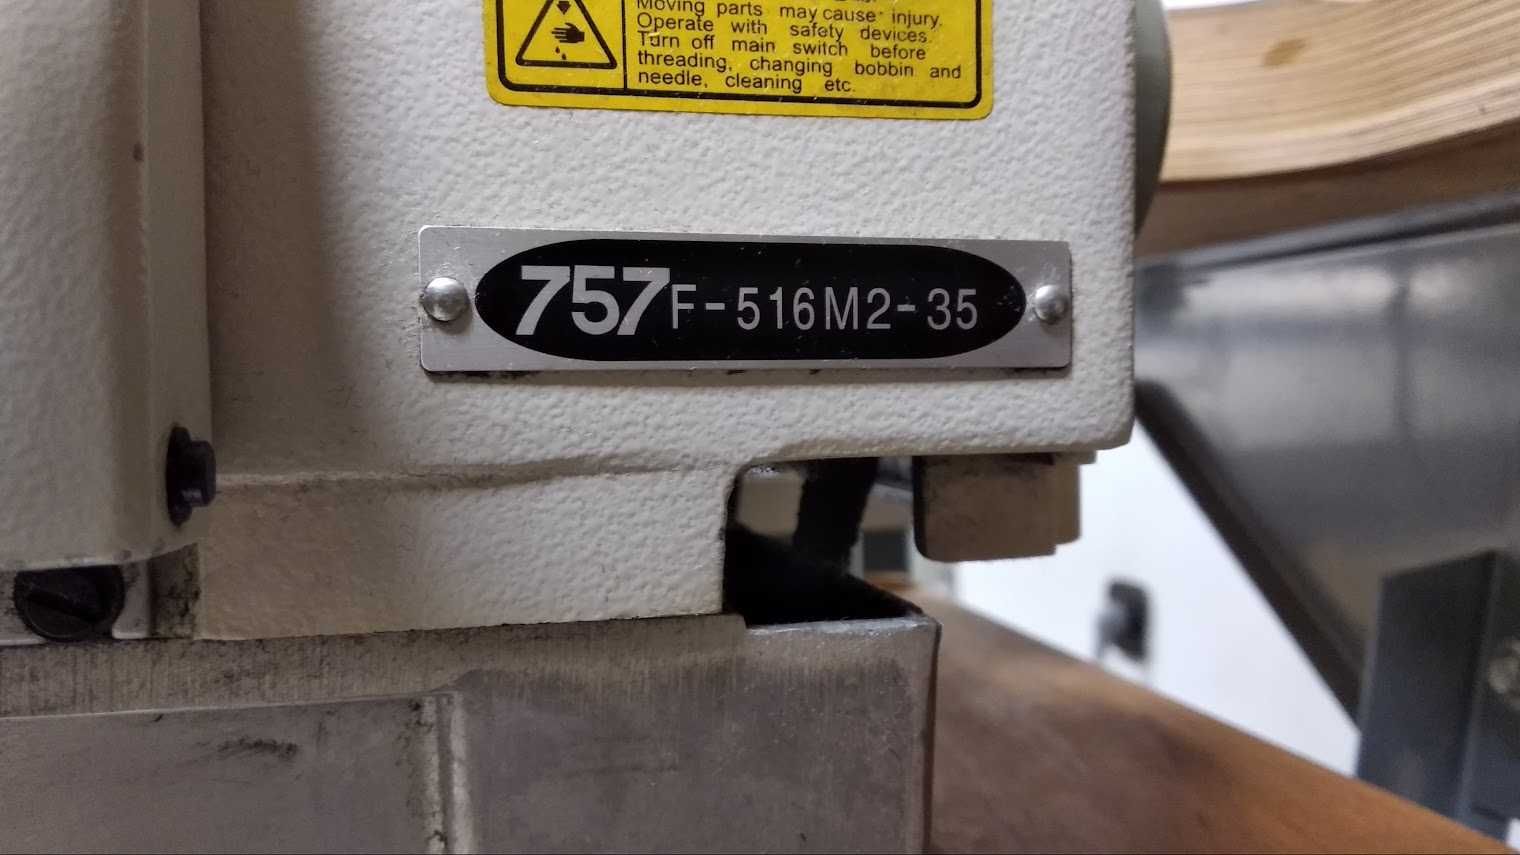 Moving parts may cause injury.
Operate with safety devices.
Turn off main switch before
threading, changing bobbin and
needle, cleaning etc.
757F-516M2-35